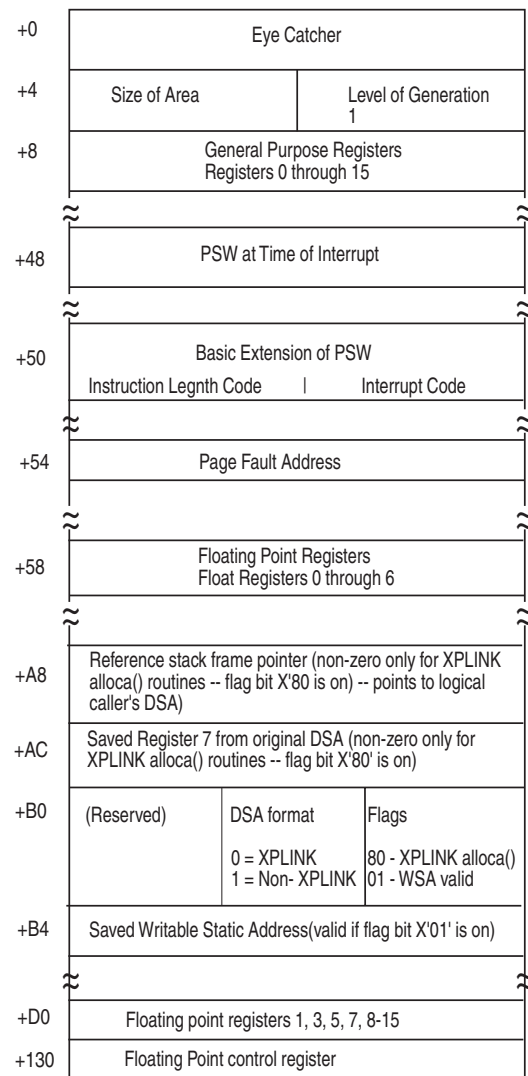 +0
Eye Catcher
+4
Size of Area
Level of Generation
1
+8
General Purpose Registers
Registers 0 through 15
+48
PSW at Time of Interrupt
+50
Basic Extension of PSW
Instruction Legnth Code | Interrupt Code
+54
Page Fault Address
+58
Floating Point Registers
Float Registers 0 through 6
+A8
Reference stack frame pointer (non-zero only for XPLINK
alloca() routines -- flag bit X'80 is on) -- points to logical
caller's DSA)
+AC
Saved Register 7 from original DSA (non-zero only for
XPLINK alloca() routines -- flag bit X'80' is on)
+B0
(Reserved)
DSA format
0 = XPLINK
1 = Non- XPLINK
Flags
80 - XPLINK alloca()
01 - WSA valid
+B4
Saved Writable Static Address(valid if flag bit X'01' is on)
+D0
Floating point registers 1, 3, 5, 7, 8-15
+130
Floating Point control register